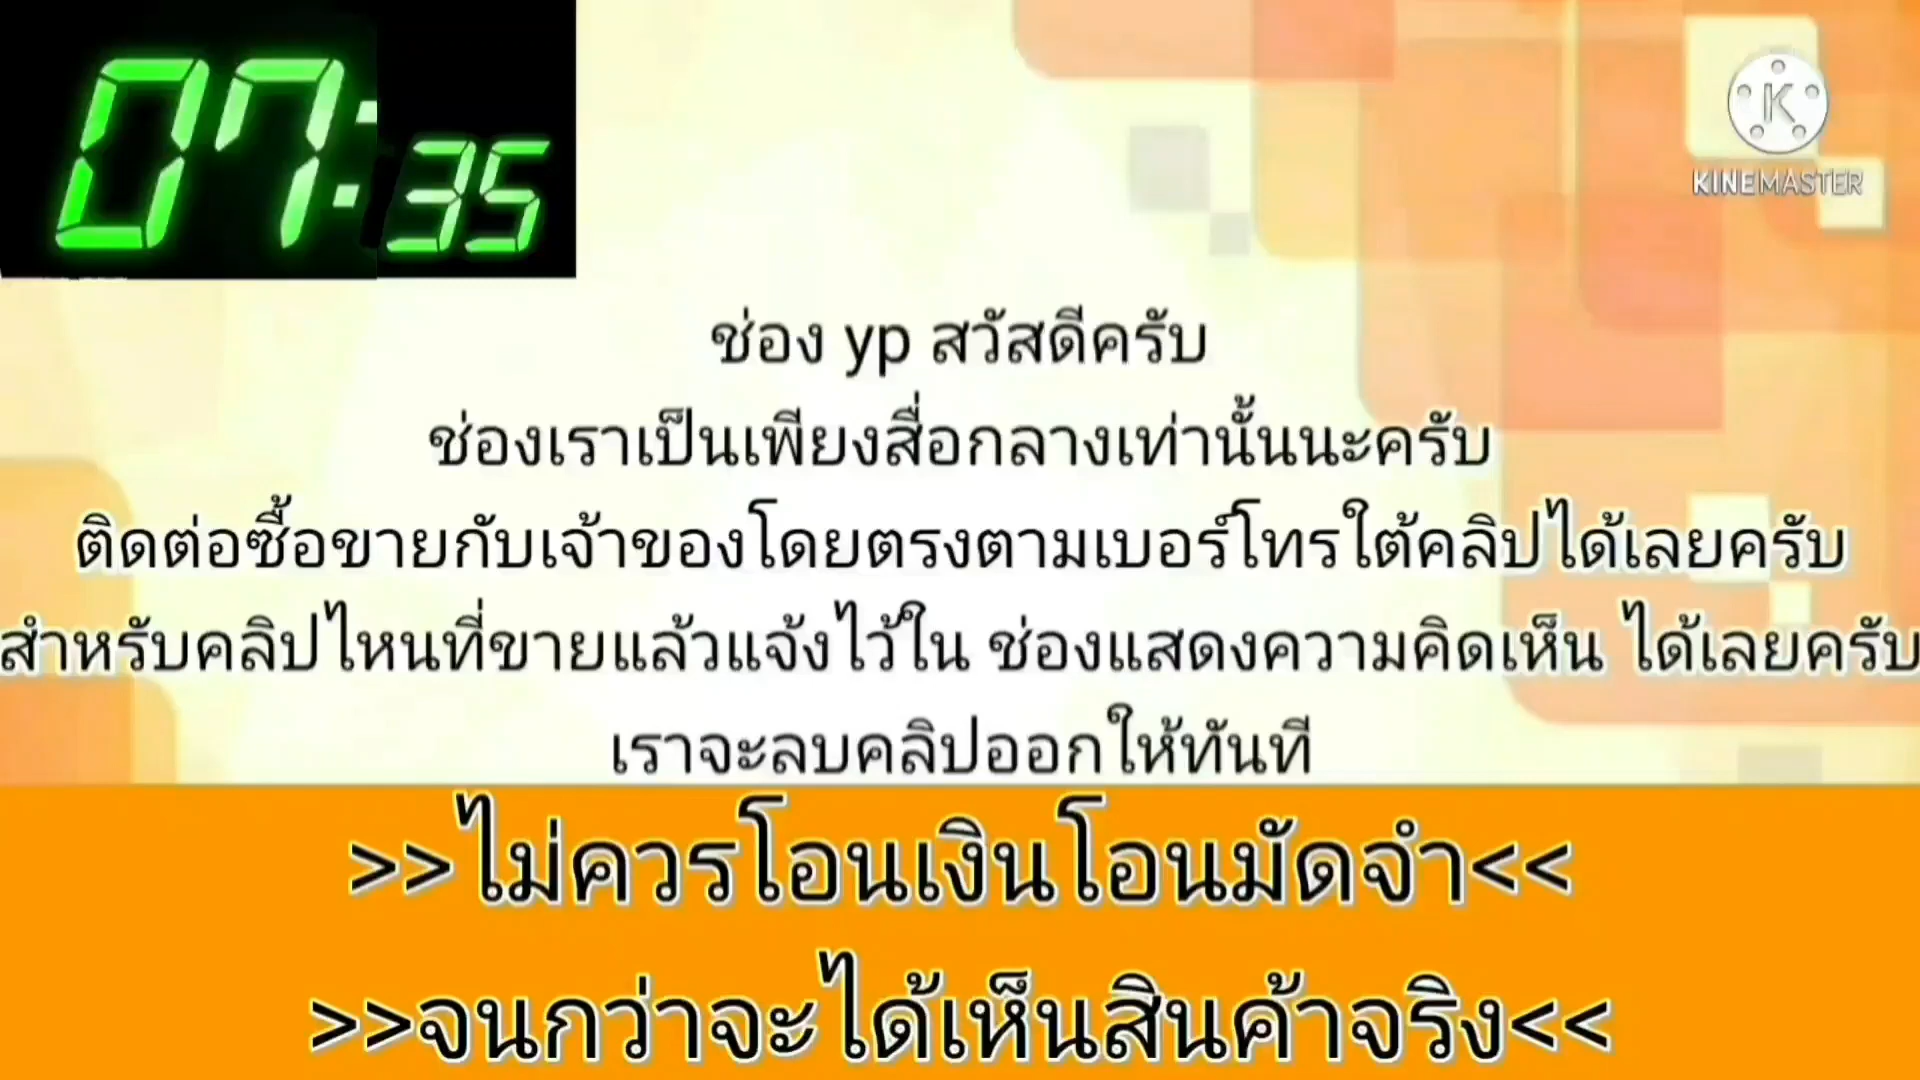 07:35
KINEMASTER
ช่อง yp สวัสดีครับ
ช่องเราเป็นเพียงสื่อกลางเท่านั้นนะครับ
ติดต่อซื้อขายกับเจ้าของโดยตรงตามเบอร์โทรใต้คลิปได้เลยครับ
สำหรับคลิปไหนที่ขายแล้วแจ้งไว้ใน ช่องแสดงความคิดเห็น ได้เลยครับ
เราจะลบคลิปออกให้ทันที
>>ไม่ควรโอนเงินโอนมัดจำ<<
>>จนกว่าจะได้เห็นสินค้าจริง<<